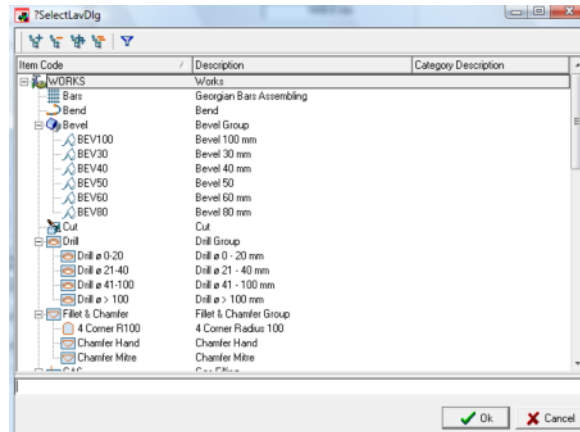 ?SelectLavDlg
Item Code / Description Category Description
WORKS Works
Bars Georgian Bars Assembling
Bend Bend
Bevel Bevel Group
BEV100 Bevel 100 mm
BEV30 Bevel 30 mm
BEV40 Bevel 40 mm
BEV50 Bevel 50
BEV60 Bevel 60 mm
BEV80 Bevel 80 mm
Cut Cut
Drill Drill Group
Drill ø 0-20 Drill ø 0 - 20 mm
Drill ø 21-40 Drill ø 21 - 40 mm
Drill ø 41-100 Drill ø 41 - 100 mm
Drill ø > 100 Drill ø > 100 mm
Fillet & Chamfer Fillet & Chamfer Group
4 Corner R100 4 Corner Radius 100
Chamfer Hand Chamfer Hand
Chamfer Mitre Chamfer Mitre
GAS Gas Filling
Ok Cancel